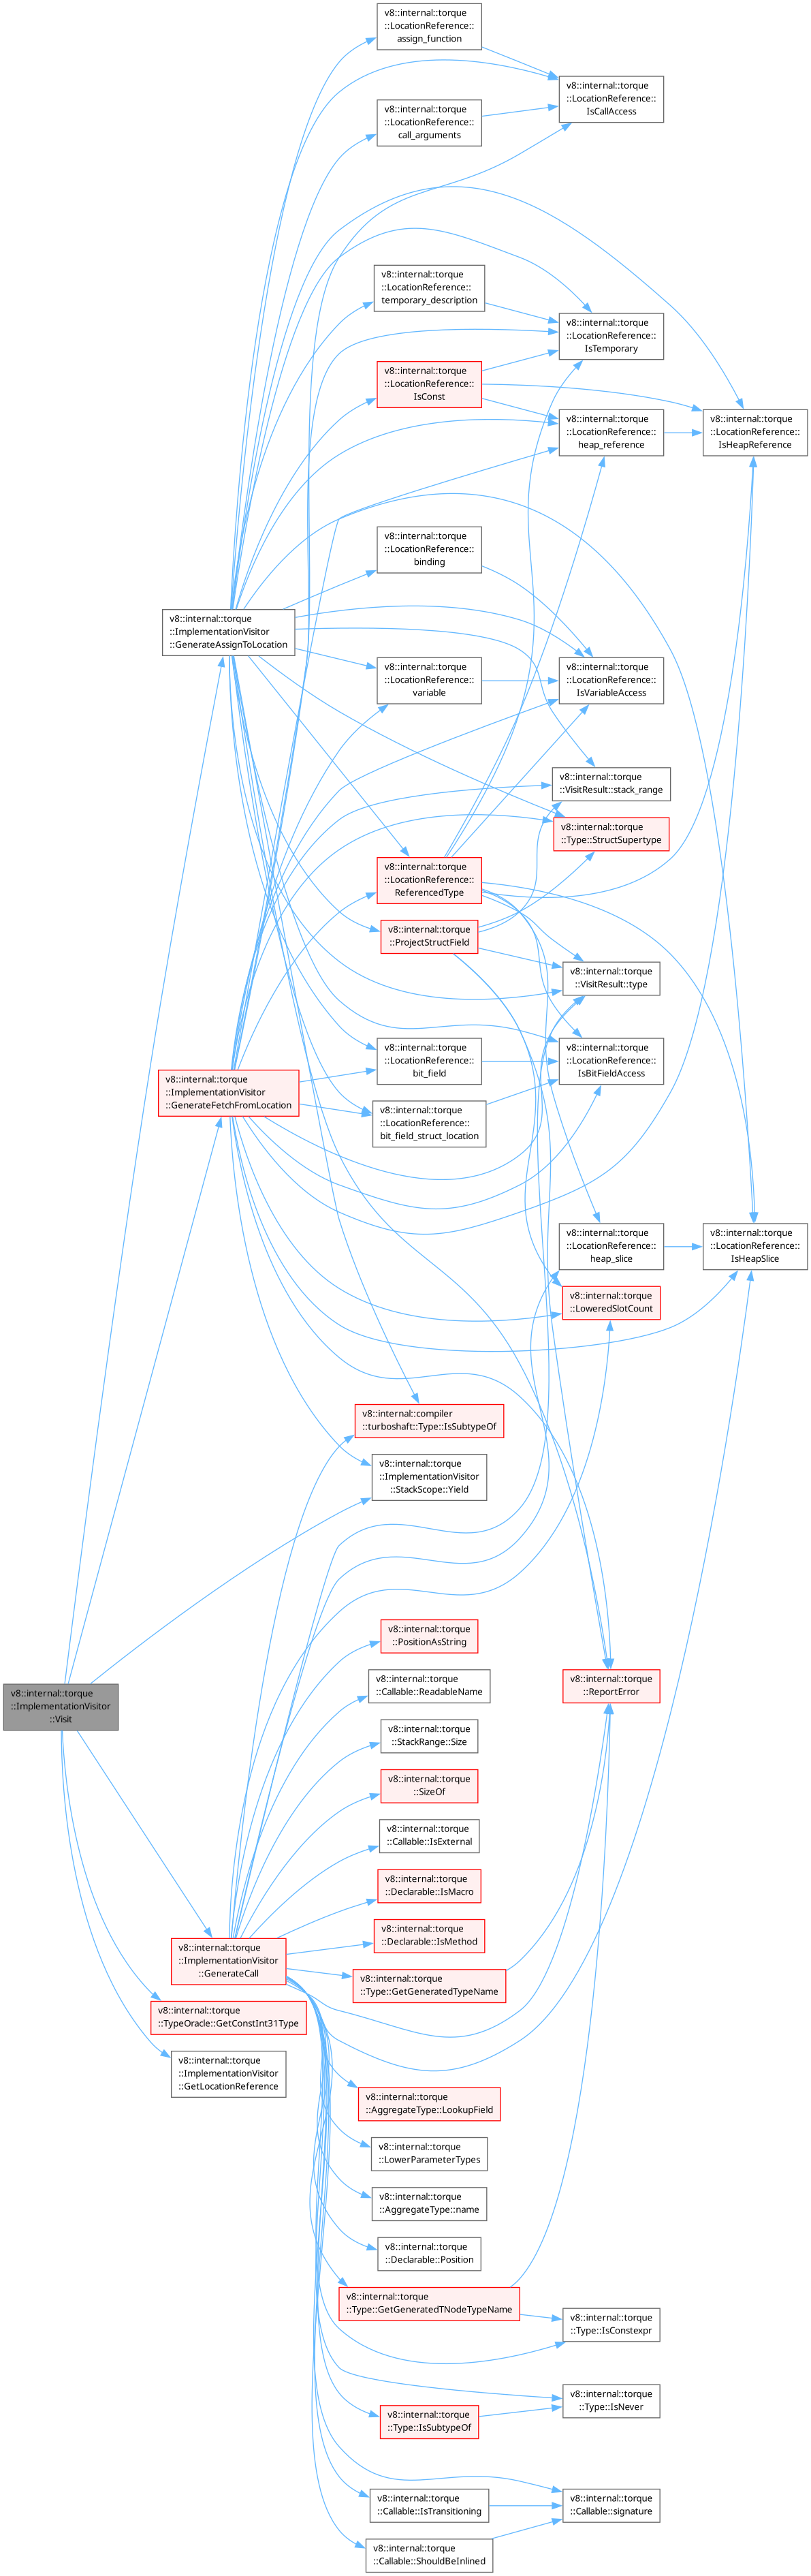 v8::internal::torque
::LocationReference::
assign_function
v8::internal::torque
::LocationReference::
IsCallAccess
v8::internal::torque
::LocationReference::
call_arguments
v8::internal::torque
::LocationReference::
temporary_description
v8::internal::torque
::LocationReference::
IsTemporary
v8::internal::torque
::LocationReference::
IsConst
v8::internal::torque
::LocationReference::
heap_reference
v8::internal::torque
::LocationReference::
IsHeapReference
v8::internal::torque
::LocationReference::
binding
v8::internal::torque
::ImplementationVisitor
::GenerateAssignToLocation
v8::internal::torque
::LocationReference::
variable
v8::internal::torque
::LocationReference::
IsVariableAccess
v8::internal::torque
::VisitResult::stack_range
v8::internal::torque
::Type::StructSupertype
v8::internal::torque
::LocationReference::
ReferencedType
v8::internal::torque
::ProjectStructField
v8::internal::torque
::VisitResult::type
v8::internal::torque
::LocationReference::
bit_field
v8::internal::torque
::LocationReference::
IsBitFieldAccess
v8::internal::torque
::ImplementationVisitor
::GenerateFetchFromLocation
v8::internal::torque
::LocationReference::
bit_field_struct_location
v8::internal::torque
::LocationReference::
heap_slice
v8::internal::torque
::LocationReference::
IsHeapSlice
v8::internal::torque
::LoweredSlotCount
v8::internal::compiler
::turboshaft::Type::IsSubtypeOf
v8::internal::torque
::ImplementationVisitor
::StackScope::Yield
v8::internal::torque
::PositionAsString
v8::internal::torque
::ReportError
v8::internal::torque
::Callable::ReadableName
v8::internal::torque
::ImplementationVisitor
::Visit
v8::internal::torque
::StackRange::Size
v8::internal::torque
::SizeOf
v8::internal::torque
::Callable::IsExternal
v8::internal::torque
::Declarable::IsMacro
v8::internal::torque
::Declarable::IsMethod
v8::internal::torque
::ImplementationVisitor
::GenerateCall
v8::internal::torque
::Type::GetGeneratedTypeName
v8::internal::torque
::TypeOracle::GetConstInt31Type
v8::internal::torque
::ImplementationVisitor
::GetLocationReference
v8::internal::torque
::AggregateType::LookupField
v8::internal::torque
::LowerParameterTypes
v8::internal::torque
::AggregateType::name
v8::internal::torque
::Declarable::Position
v8::internal::torque
::Type::GetGeneratedTNodeTypeName
v8::internal::torque
::Type::IsConstexpr
v8::internal::torque
::Type::IsNever
v8::internal::torque
::Type::IsSubtypeOf
v8::internal::torque
::Callable::IsTransitioning
v8::internal::torque
::Callable::signature
v8::internal::torque
::Callable::ShouldBeInlined